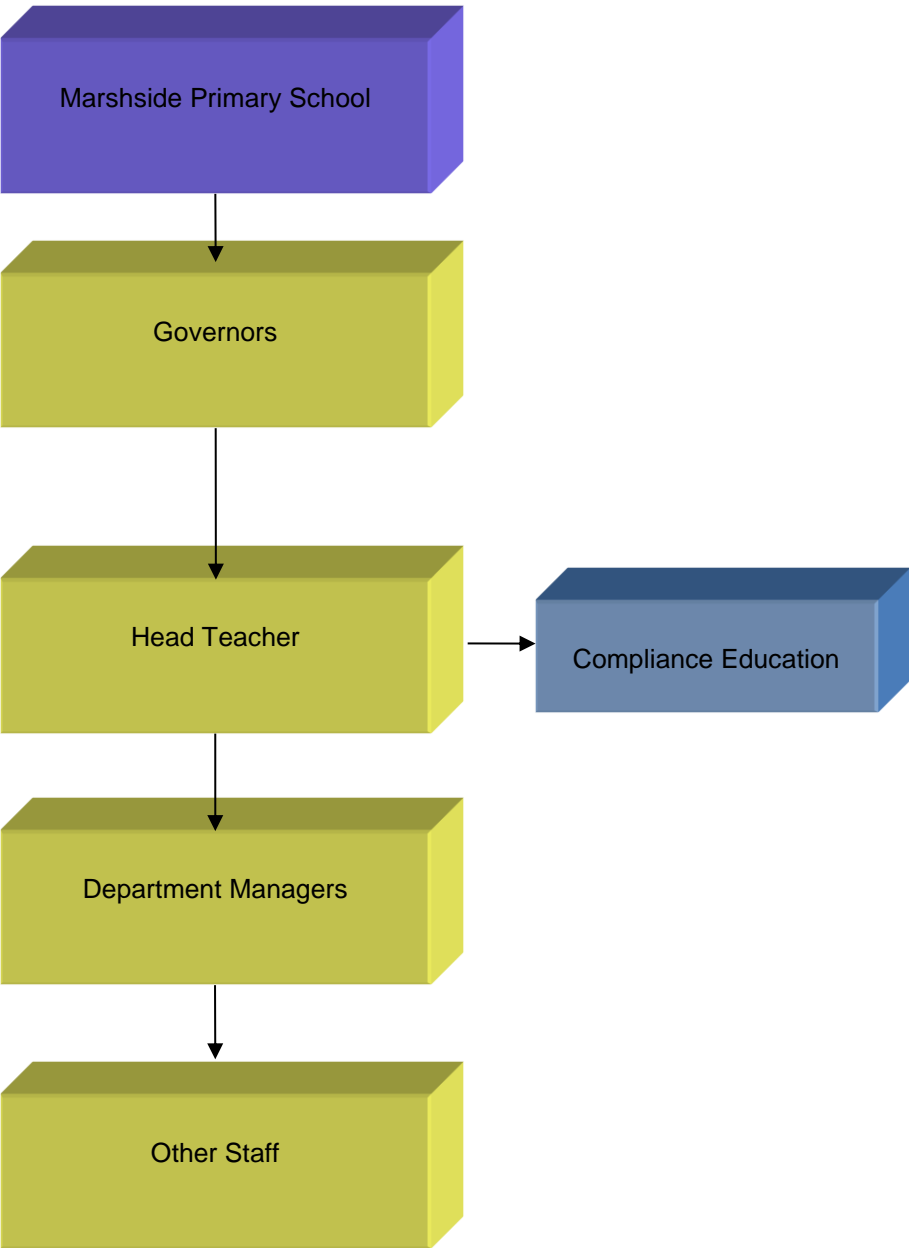 Marshside Primary School
Governors
Head Teacher
Compliance Education
Department Managers
Other Staff